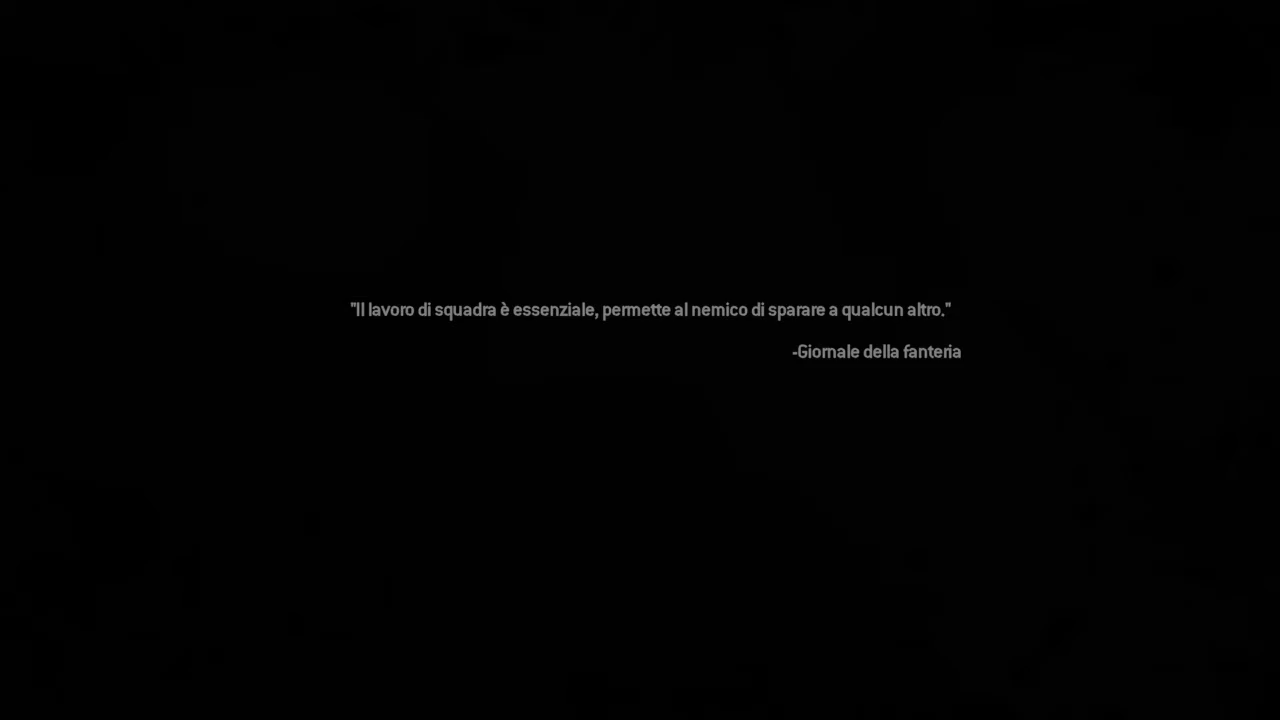 "Il lavoro di squadra è essenziale, permette al nemico di sparare a qualcun altro."
-Giornale della fanteria